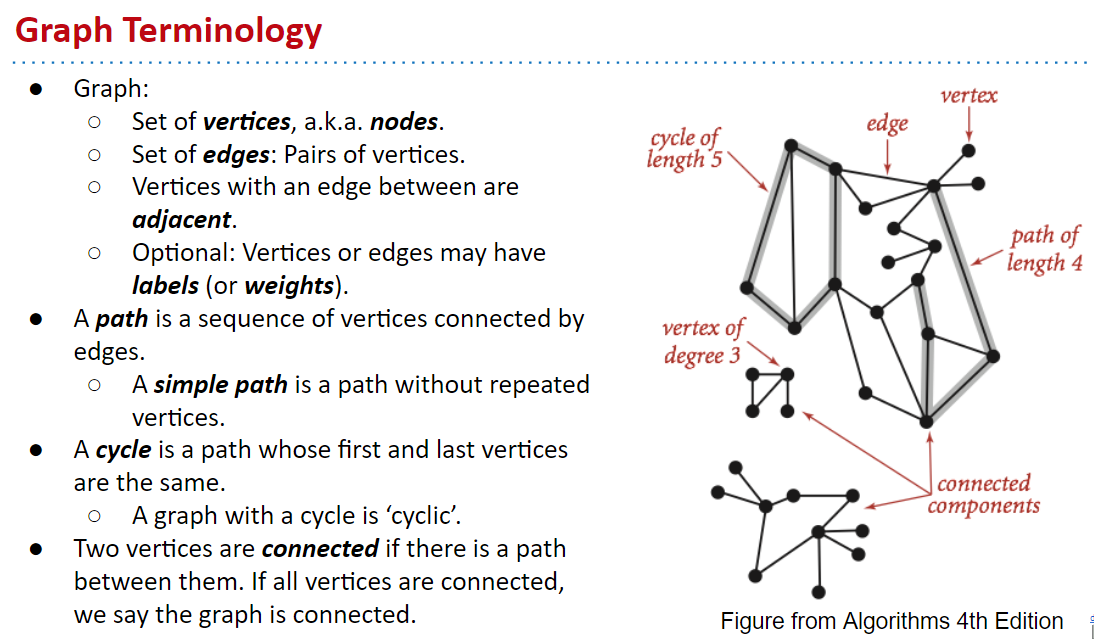 Graph Terminology
● Graph:
○ Set of vertices, a.k.a. nodes.
○ Set of edges: Pairs of vertices.
○ Vertices with an edge between are
adjacent.
○ Optional: Vertices or edges may have
labels (or weights).
● A path is a sequence of vertices connected by
edges.
○ A simple path is a path without repeated
vertices.
● A cycle is a path whose first and last vertices
are the same.
○ A graph with a cycle is ‘cyclic’.
● Two vertices are connected if there is a path
between them. If all vertices are connected,
we say the graph is connected.
vertex
edge
cycle of
length 5
path of
length 4
vertex of
degree 3
connected
components
Figure from Algorithms 4th Edition